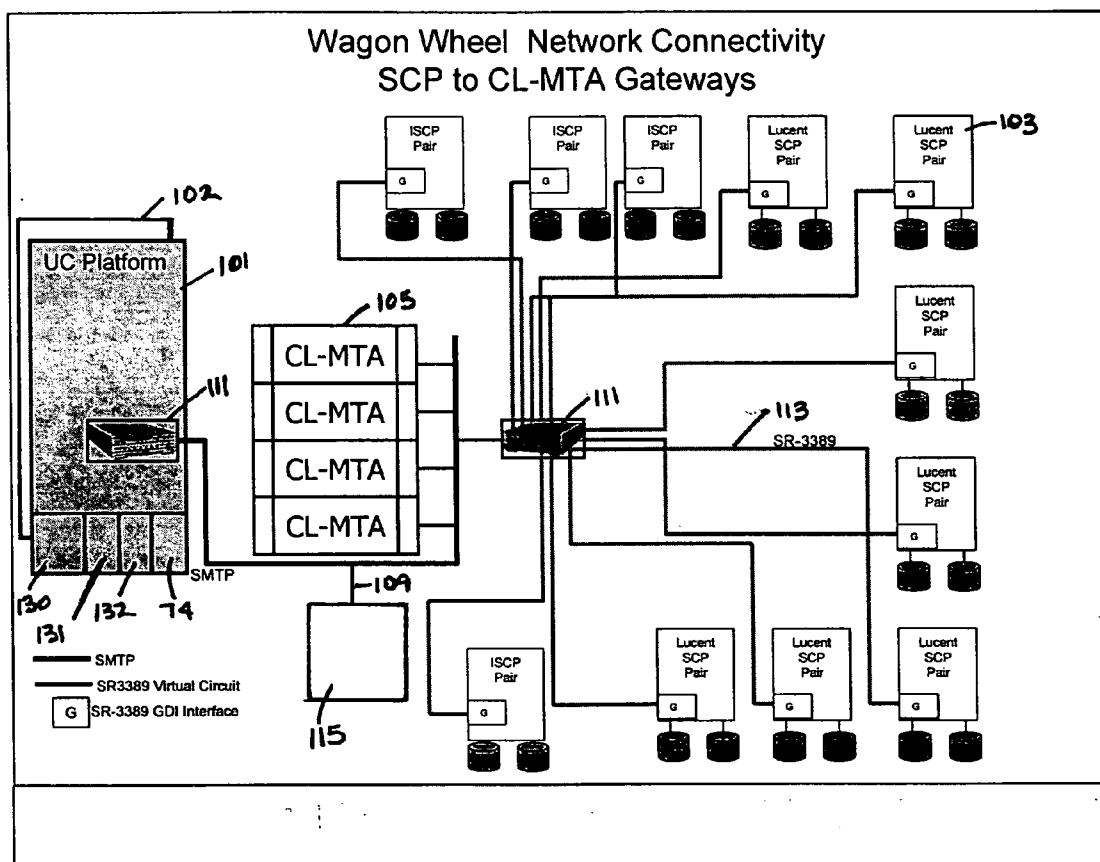 Wagon Wheel Network Connectivity
SCP to CL-MTA Gateways
ISCP
Pair
G
ISCP
Pair
G
ISCP
Pair
Lucent
SCP
Pair
G
Lucent
SCP
Pair
G
103
102
UC Platform
101
111
105
CL-MTA
CL-MTA
CL-MTA
CL-MTA
111
113
SR-3389
Lucent
SCP
Pair
G
Lucent
SCP
Pair
G
SMTP
130
131
132
74
109
115
ISCP
Pair
G
Lucent
SCP
Pair
G
Lucent
SCP
Pair
G
Lucent
SCP
Pair
G
SMTP
SR3389 Virtual Circuit
G SR-3389 GDI Interface